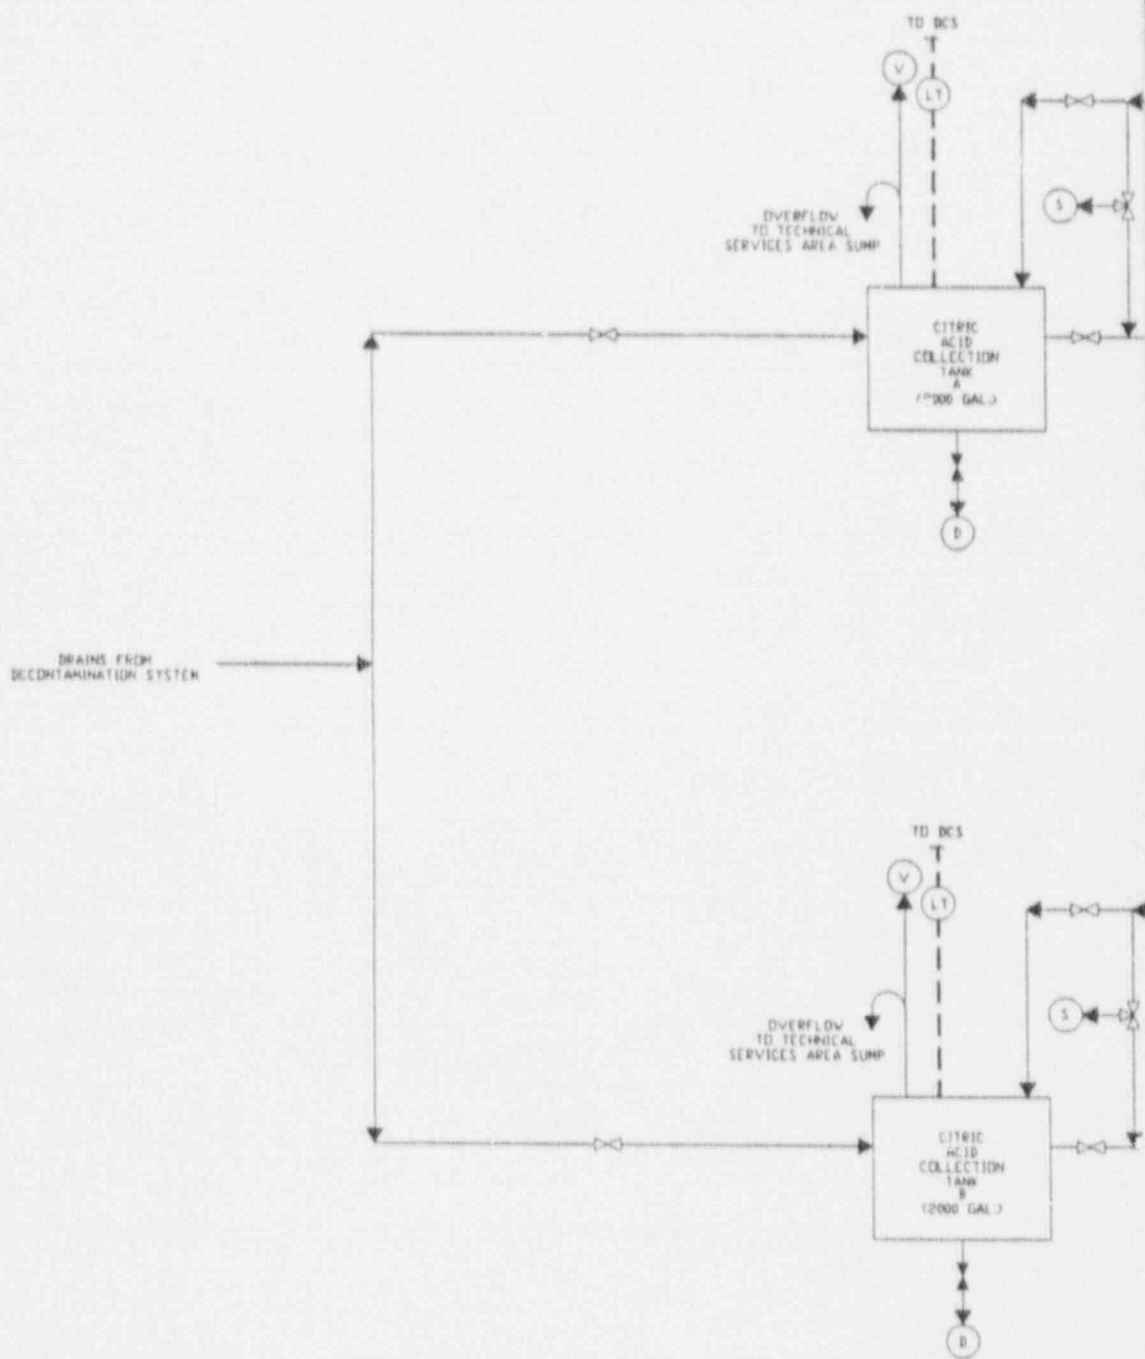 TO DCS
V
LT
S
OVERFLOW
TO TECHNICAL
SERVICES AREA SUMP
CITRIC
ACID
COLLECTION
TANK
A
GAL.)
D
DRAINS FROM
DECONTAMINATION SYSTEM
TO DCS
V
LT
S
OVERFLOW
TO TECHNICAL
SERVICES AREA SUMP
CITRIC
ACID
COLLECTION
TANK
B
(2000 GAL.)
D